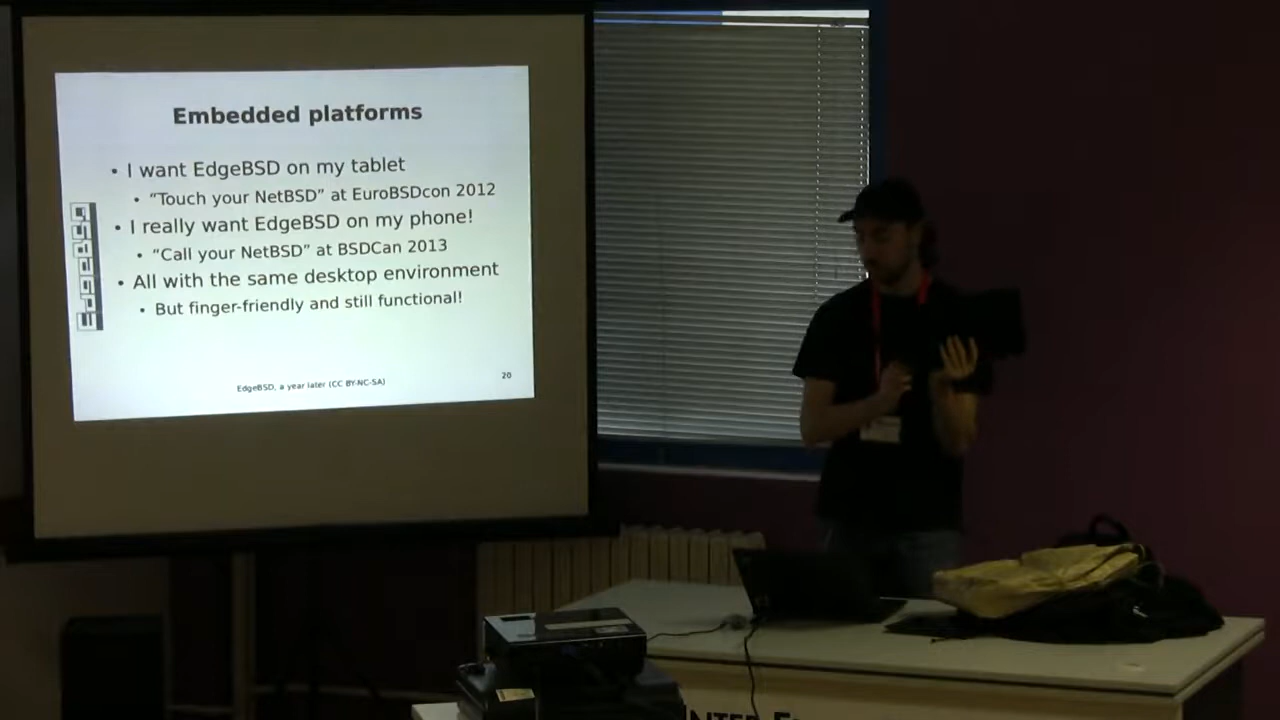 Embedded platforms
• I want EdgeBSD on my tablet
• “Touch your NetBSD” at EuroBSDcon 2012
• I really want EdgeBSD on my phone!
• “Call your NetBSD” at BSDCan 2013
• All with the same desktop environment
• But finger-friendly and still functional!
EdgeBSD, a year later (CC BY-NC-SA)
20
EdgeBSD